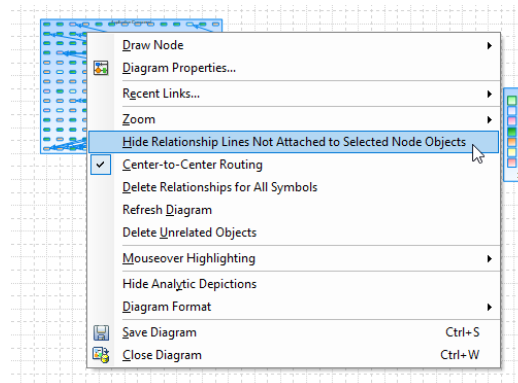 Draw Node
Diagram Properties...
Recent Links...
Zoom
Hide Relationship Lines Not Attached to Selected Node Objects
Center-to-Center Routing
Delete Relationships for All Symbols
Refresh Diagram
Delete Unrelated Objects
Mouseover Highlighting
Hide Analytic Depictions
Diagram Format
Save Diagram Ctrl+S
Close Diagram Ctrl+W